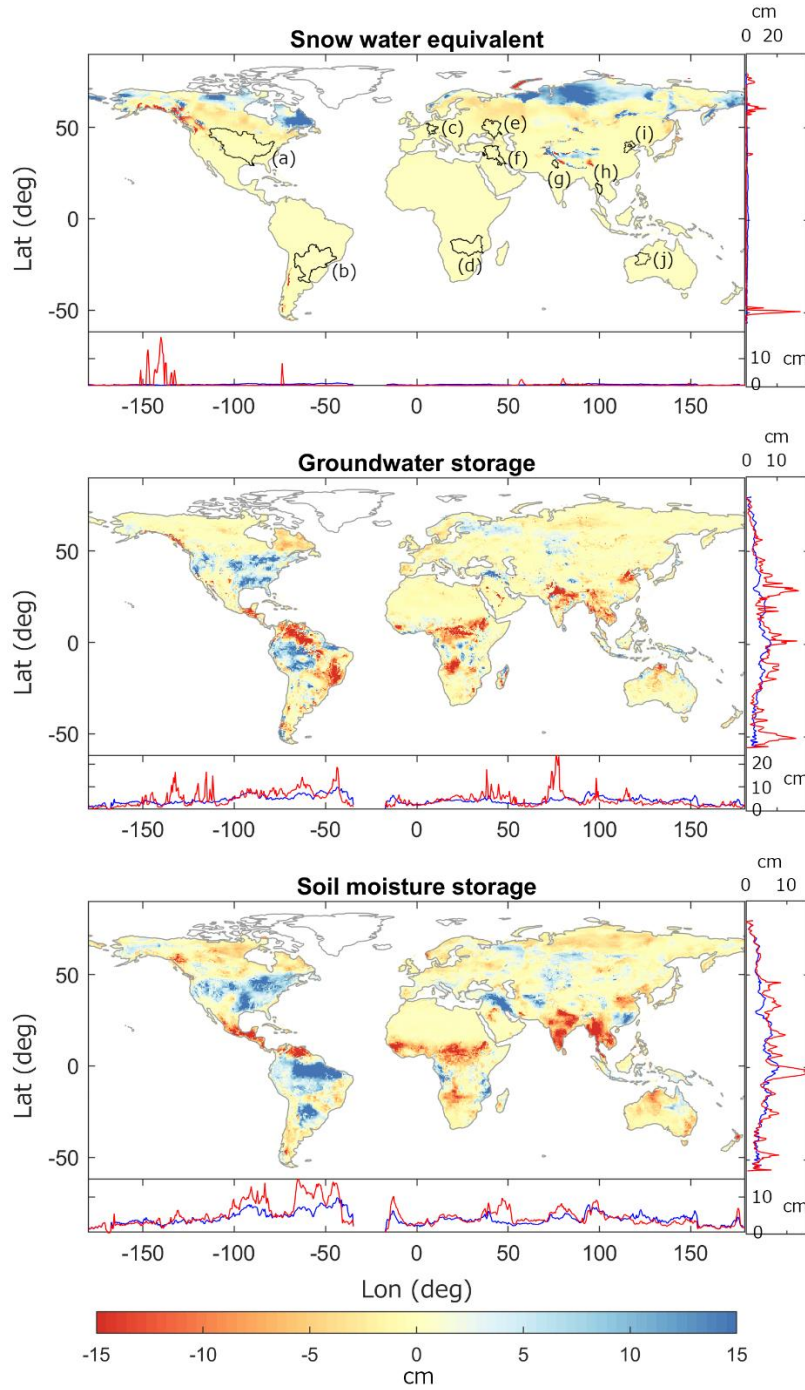 cm
0 20
Snow water equivalent
50
0
-50
Lat (deg)
(a)
(b)
(c)
(d)
(e)
(f)
(g)
(h)
(i)
(j)
10
cm
0
-150 -100 -50 0 50 100 150
cm
0 10
Groundwater storage
50
0
-50
Lat (deg)
20
10
cm
0
-150 -100 -50 0 50 100 150
cm
0 10
Soil moisture storage
50
0
-50
Lat (deg)
10
cm
0
-150 -100 -50 0 50 100 150
Lon (deg)
-15 -10 -5 0 5 10 15
cm